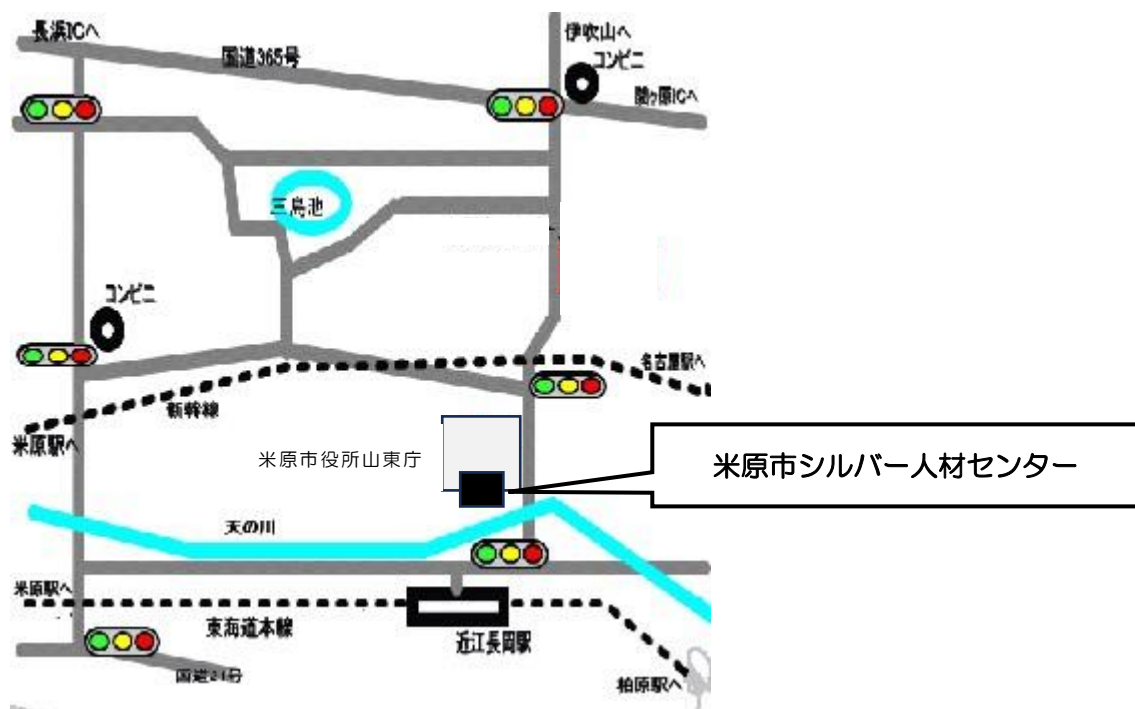 長浜ICへ
伊吹山へ
コンビニ
国道365号
関ヶ原ICへ
三島池
コンビニ
名古屋駅へ
新幹線
米原駅へ
米原市役所山東庁
米原市シルバー人材センター
天の川
米原駅へ
東海道本線
近江長岡駅
国道21号
柏原駅へ